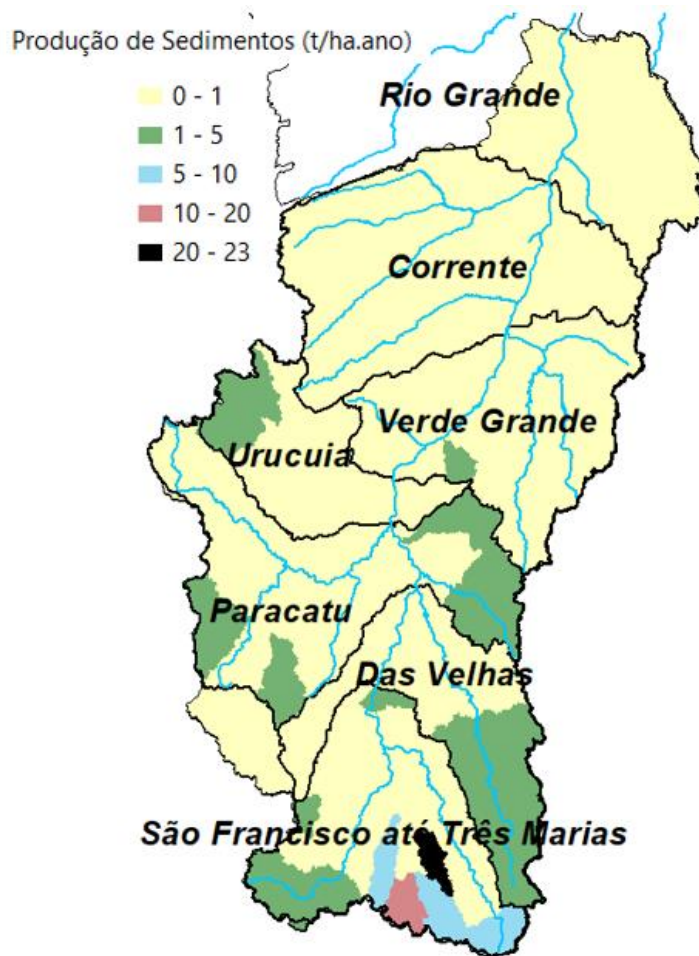 Produção de Sedimentos (t/ha.ano)
0 - 1
1 - 5
5 - 10
10 - 20
20 - 23
Rio Grande
Corrente
Verde Grande
Urucuia
Paracatu
Das Velhas
São Francisco até Três Marias